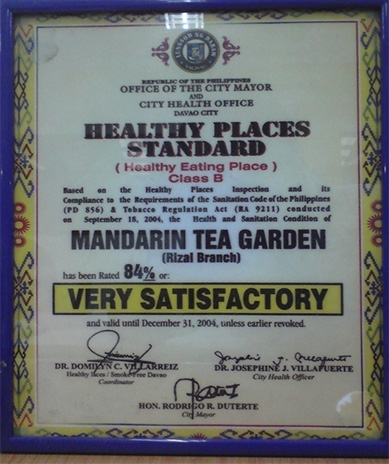 REPUBLIC OF THE PHILIPPINES
OFFICE OF THE CITY MAYOR
AND
CITY HEALTH OFFICE
DAVAO CITY
HEALTHY PLACES
STANDARD
( Healthy Eating Place )
Class B
Based on the Healthy Places Inspection and its
Compliance to the Requirements of the Sanitation Code of the Philippines
(PD 856) & Tobacco Regulation Act (RA 9211) conducted
on September 18, 2004, the Health and Sanitation Condition of
MANDARIN TEA GARDEN
(Rizal Branch)
has been Rated 84% or:
VERY SATISFACTORY
and valid until December 31, 2004, unless earlier revoked.
DR. DOMILYN C. VILLARREIZ
Healthy Places / Smoke-Free Davao
Coordinator
DR. JOSEPHINE J. VILLAFUERTE
City Health Officer
HON. RODRIGO R. DUTERTE
City Mayor